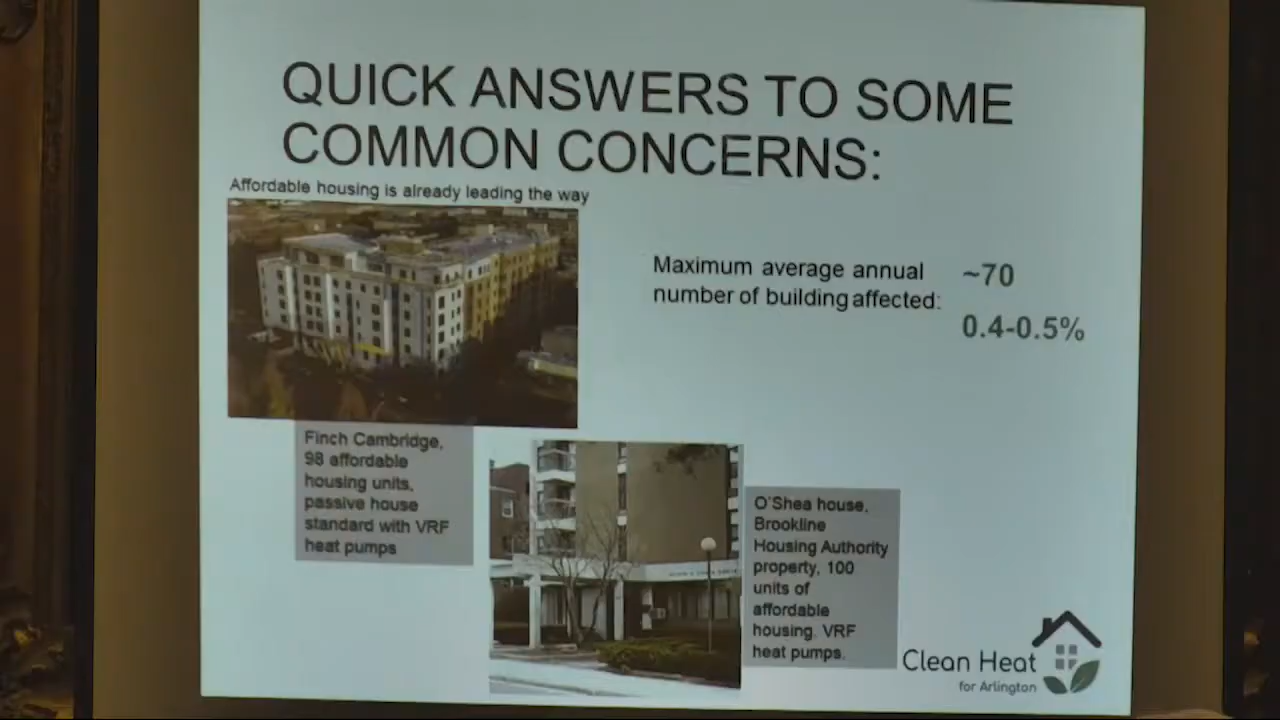 QUICK ANSWERS TO SOME
COMMON CONCERNS:
Affordable housing is already leading the way
Maximum average annual
number of building affected:
~70
0.4-0.5%
Finch Cambridge,
98 affordable
housing units,
passive house
standard with VRF
heat pumps
O'Shea house,
Brookline
Housing Authority
property, 100
units of
affordable
housing. VRF
heat pumps.
Clean Heat
for Arlington